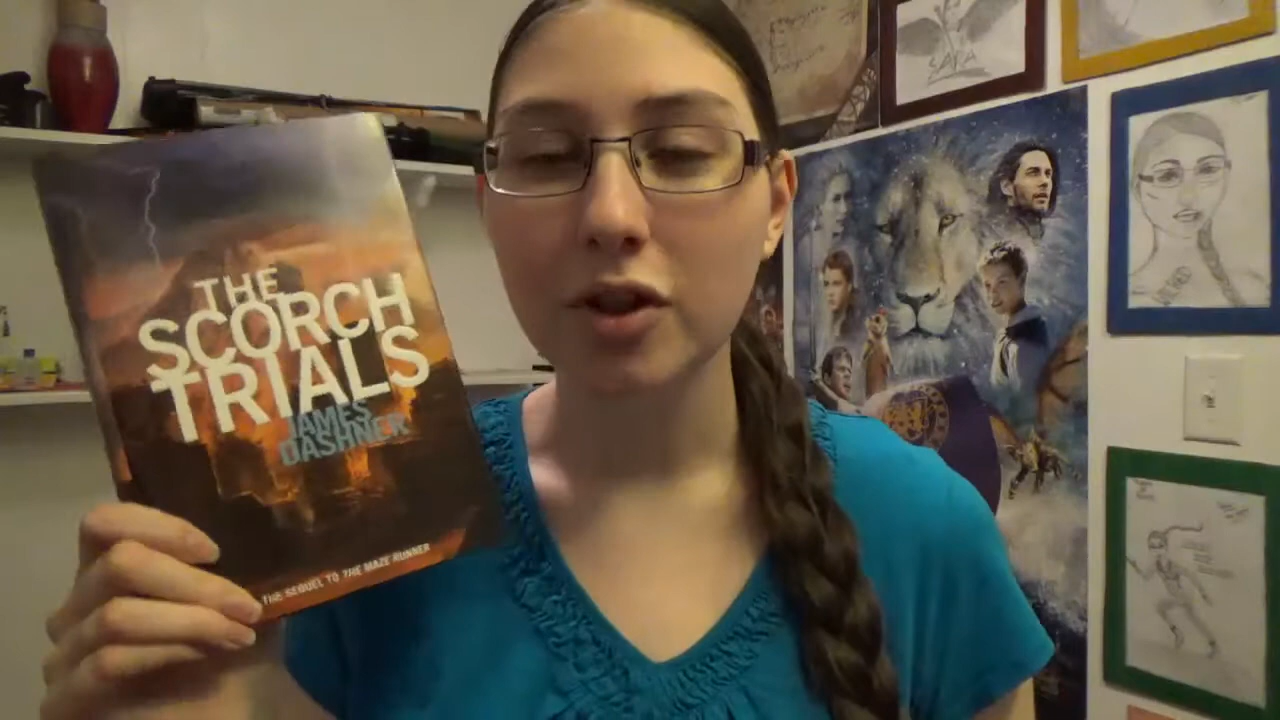 THE
SCORCH
TRIALS
JAMES
DASHNER
THE SEQUEL TO THE MAZE RUNNER